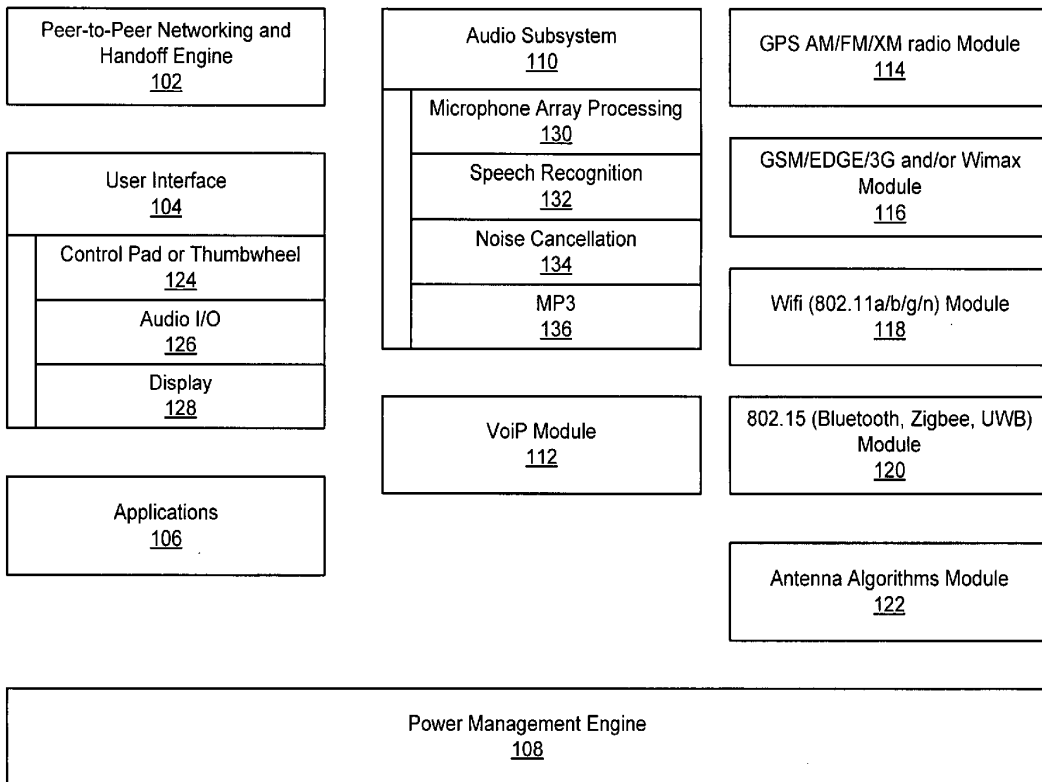 Peer-to-Peer Networking and
Handoff Engine
102
User Interface
104
Control Pad or Thumbwheel
124
Audio I/O
126
Display
128
Applications
106
Audio Subsystem
110
Microphone Array Processing
130
Speech Recognition
132
Noise Cancellation
134
MP3
136
VoiP Module
112
GPS AM/FM/XM radio Module
114
GSM/EDGE/3G and/or Wimax
Module
116
Wifi (802.11a/b/g/n) Module
118
802.15 (Bluetooth, Zigbee, UWB)
Module
120
Antenna Algorithms Module
122
Power Management Engine
108